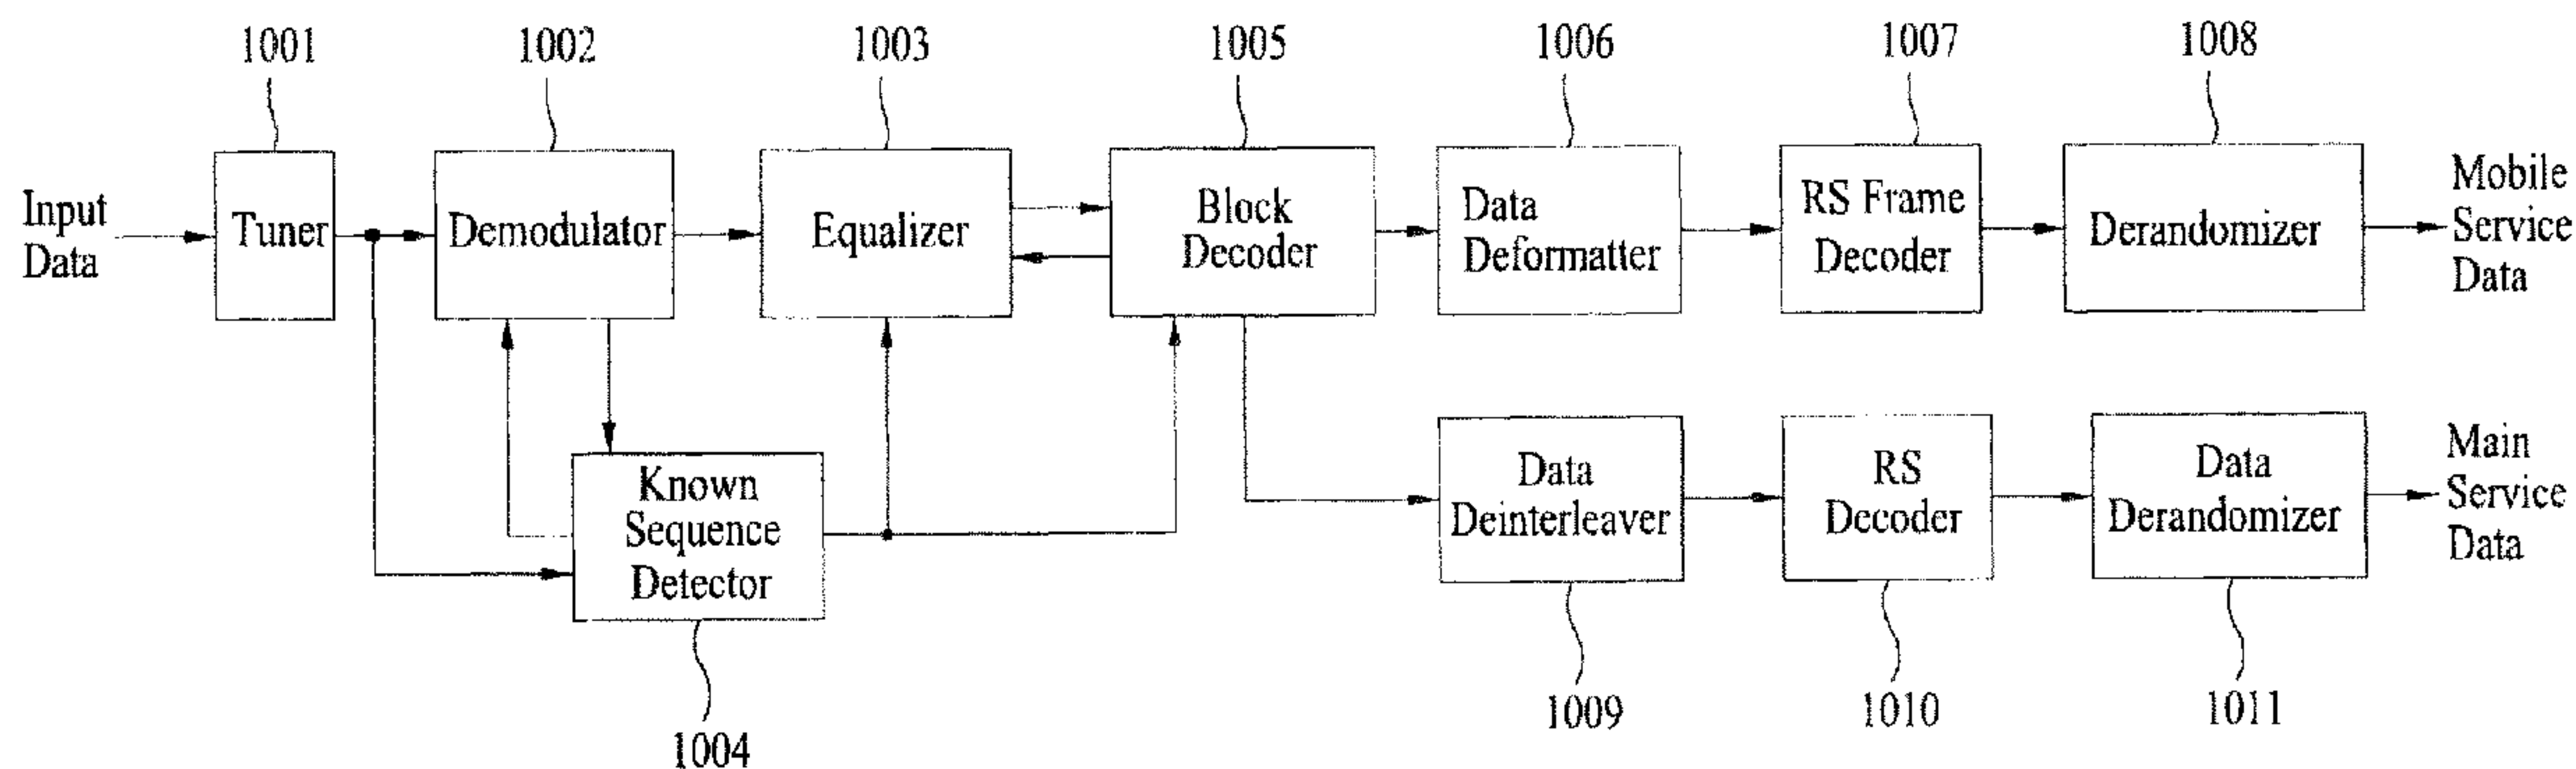 1001
1002
1003
1005
1006
1007
1008
Input
Data
Tuner
Demodulator
Equalizer
Block
Decoder
Data
Deformatter
RS Frame
Decoder
Derandomizer
Mobile
Service
Data
Known
Sequence
Detector
Data
Deinterleaver
RS
Decoder
Data
Derandomizer
Main
Service
Data
1004
1009
1010
1011